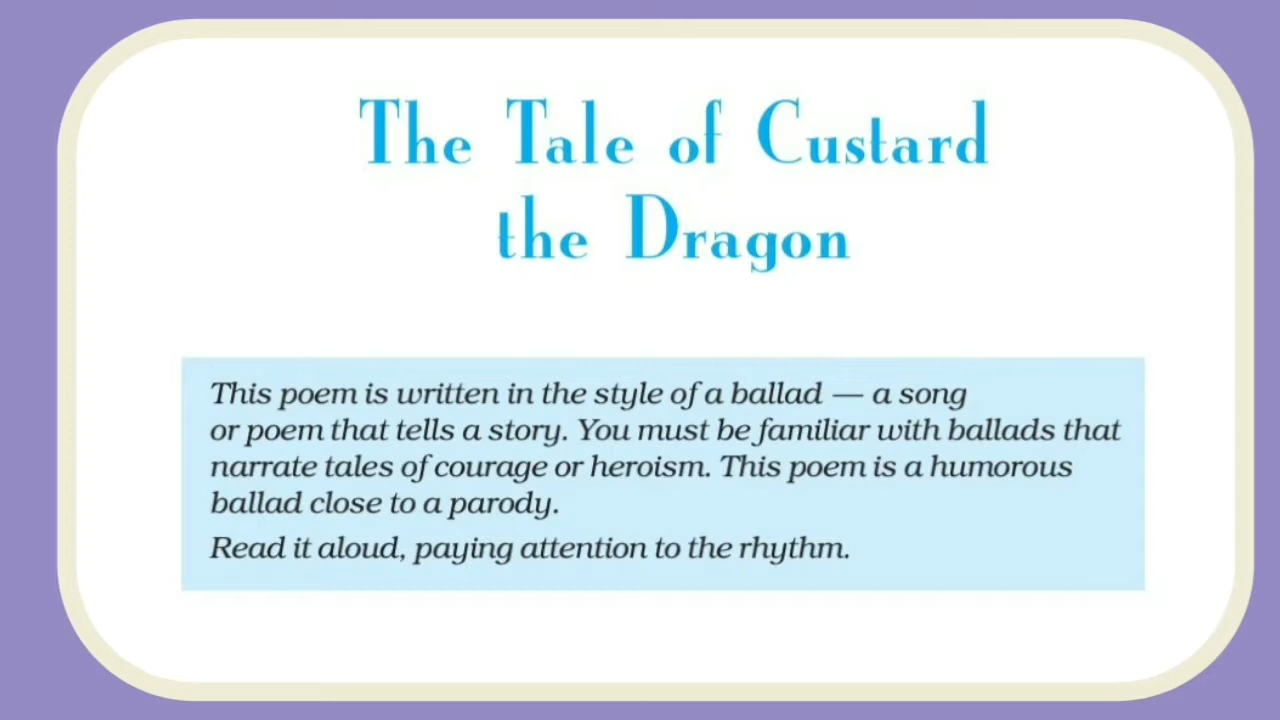 The Tale of Custard
the Dragon
This poem is written in the style of a ballad — a song
or poem that tells a story. You must be familiar with ballads that
narrate tales of courage or heroism. This poem is a humorous
ballad close to a parody.
Read it aloud, paying attention to the rhythm.